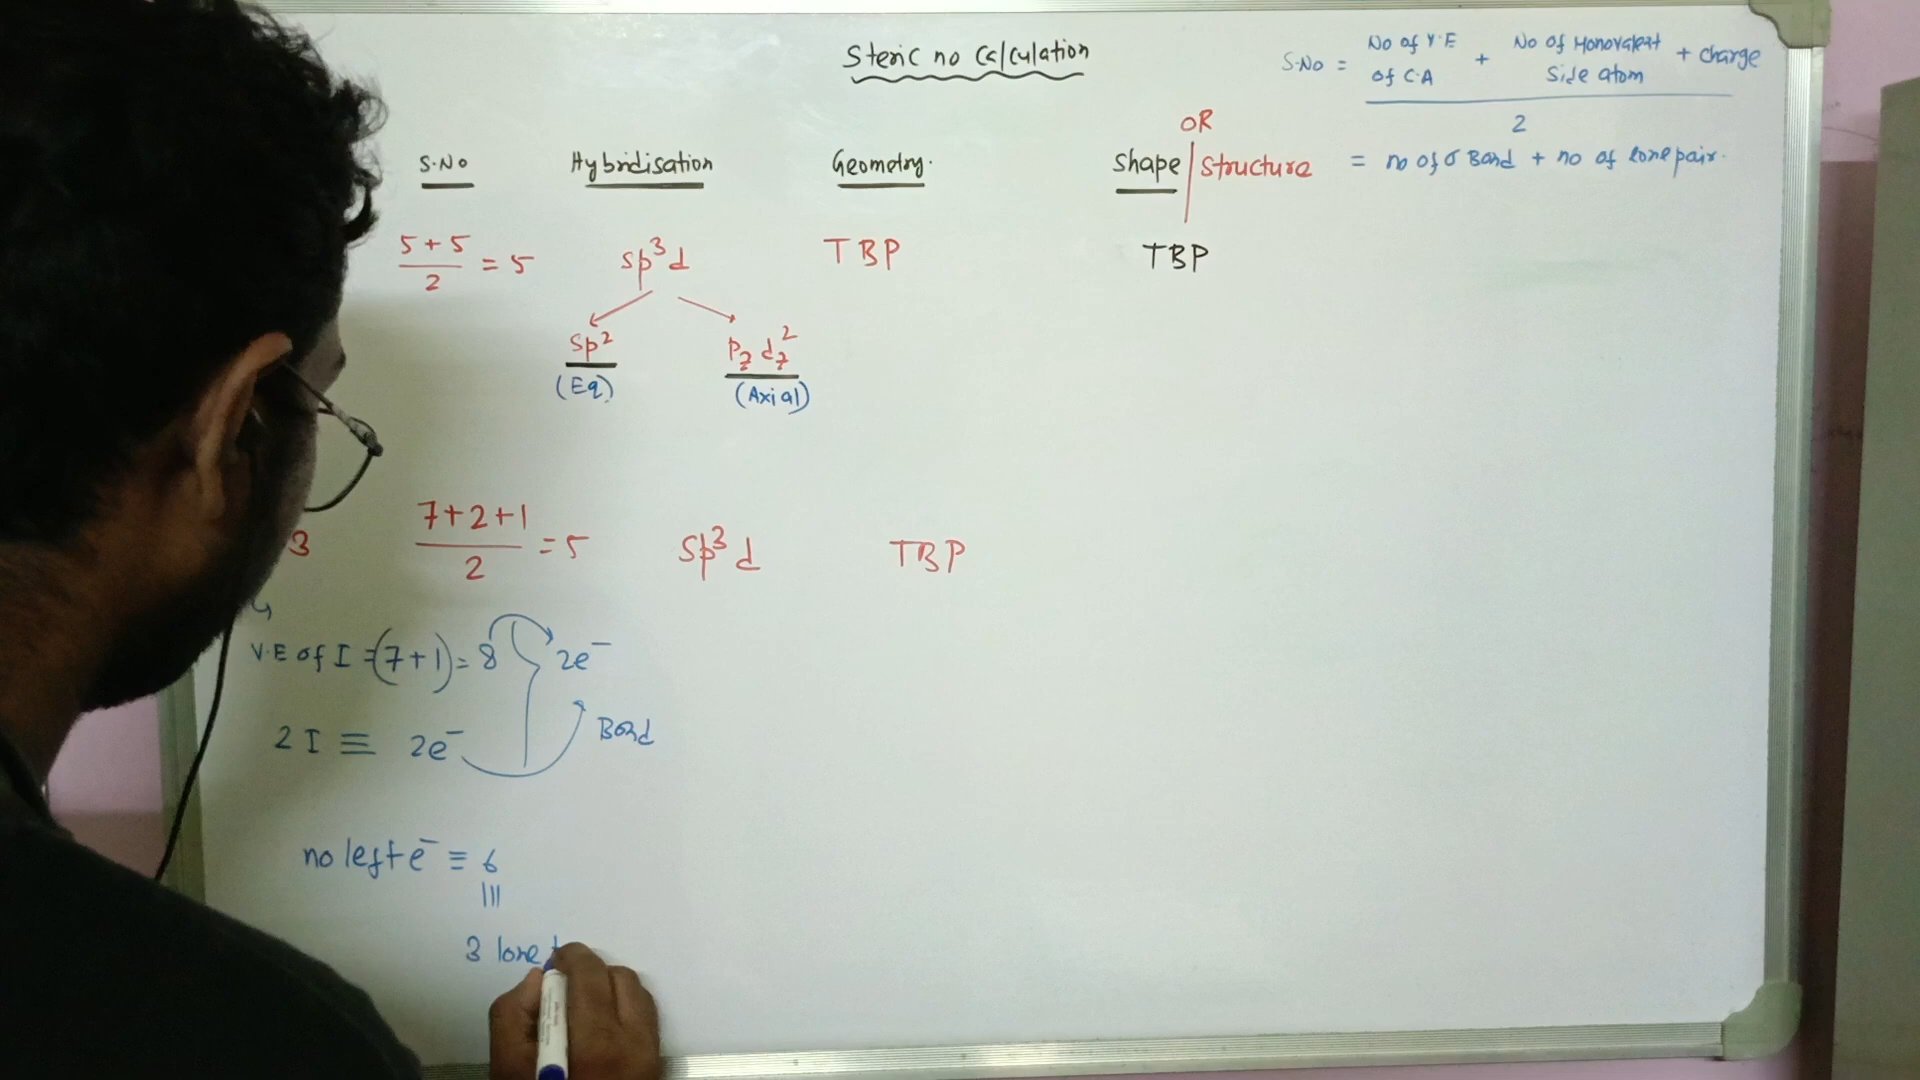 Steric no Calculation
S.No = No of V.E of C.A + No of Monovalent Side atom + charge
2
OR
S.No Hybridisation Geometry. Shape | Structure = no of σ Bond + no of lone pair.
5+5
2 = 5 sp³d TBP TBP
sp² Pz dz²
(Eq) (Axial)
3 7+2+1
2 = 5 sp³d TBP
V.E of I = (7+1) = 8 2e⁻
2 I ≡ 2e⁻ Bond
no left e⁻ ≡ 6
3 lone